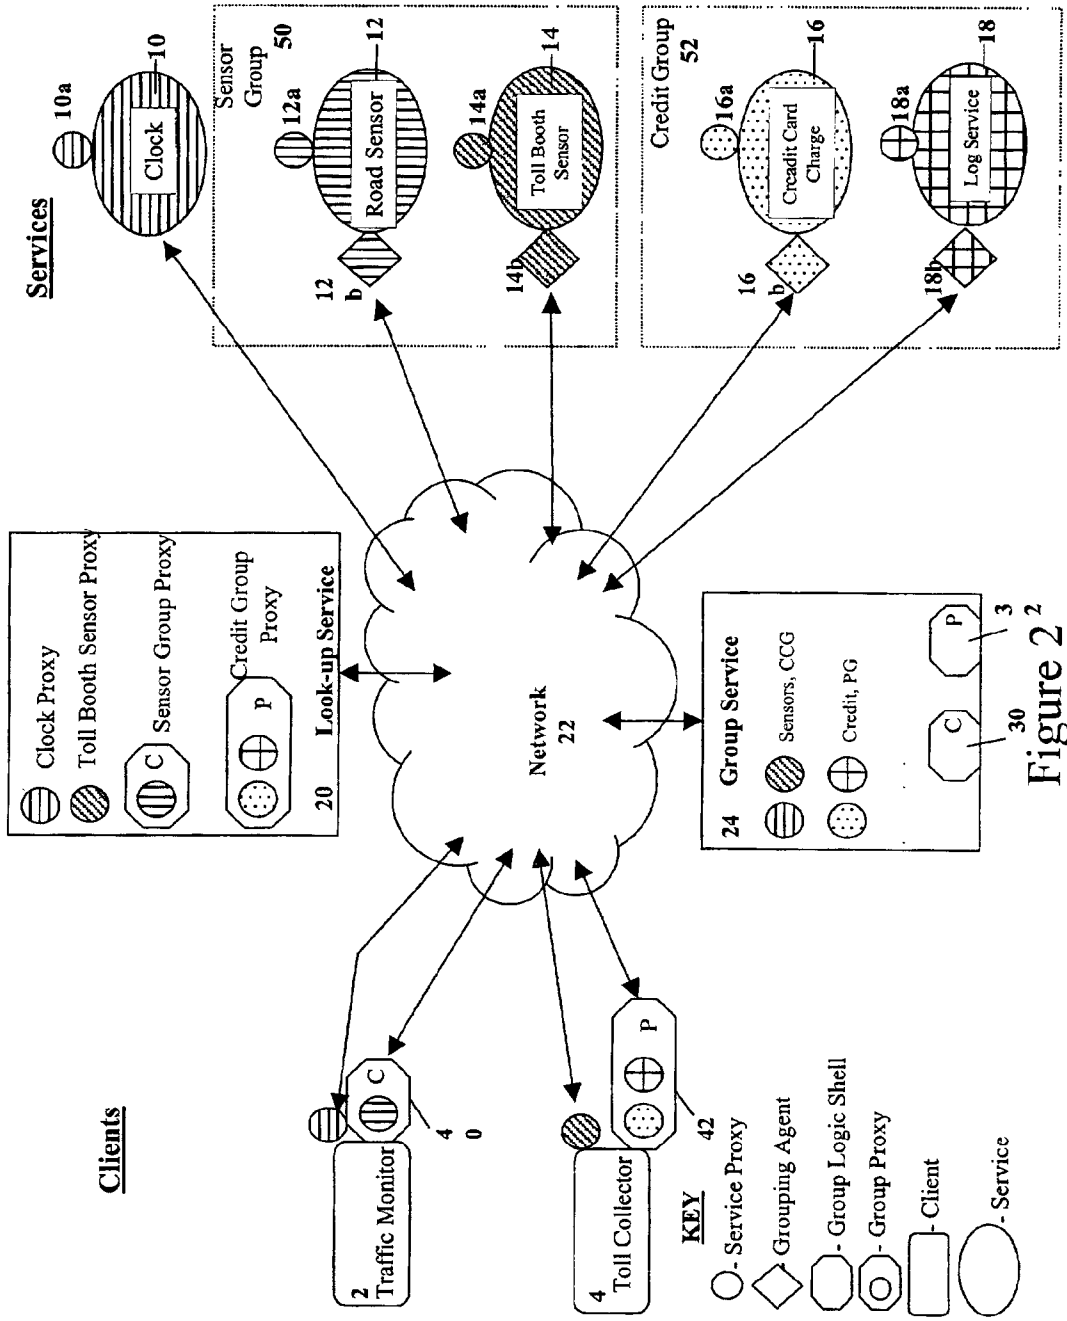 Clients
Services
2
Traffic Monitor
C
4
0
4
Toll Collector
P
42
KEY
- Service Proxy
- Grouping Agent
- Group Logic Shell
- Group Proxy
- Client
- Service
Clock Proxy
Toll Booth Sensor Proxy
C Sensor Group Proxy
P Credit Group
Proxy
20 Look-up Service
Network
22
24 Group Service
Sensors, CCG
Credit, PG
C
P
30
3
2
10a
10
Clock
Sensor
Group
50
12a
12
Road Sensor
12
b
14a
14
Toll Booth
Sensor
14b
Credit Group
52
16a
16
Creadit Card
Charge
16
b
18a
18
Log Service
18b
Figure 2